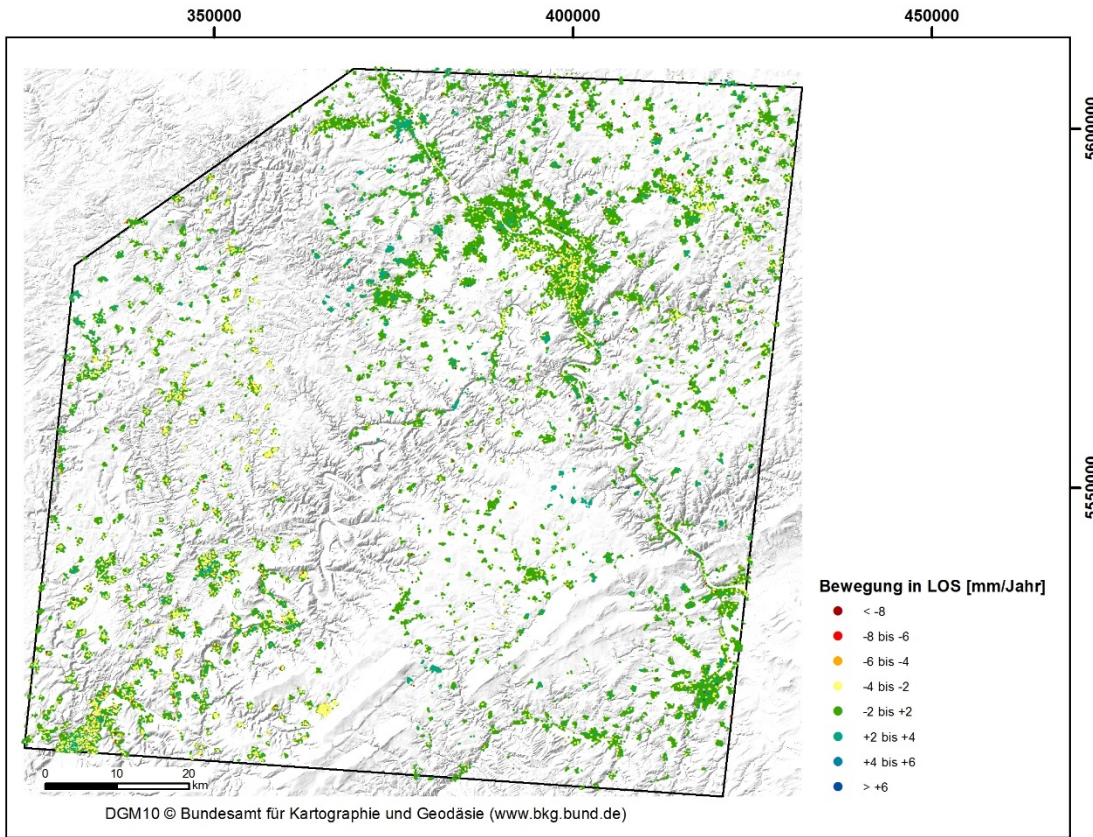 350000 400000 450000
5600000
5550000
Bewegung in LOS [mm/Jahr]
< -8
-8 bis -6
-6 bis -4
-4 bis -2
-2 bis +2
+2 bis +4
+4 bis +6
> +6
0 10 20
km
DGM10 © Bundesamt für Kartographie und Geodäsie (www.bkg.bund.de)